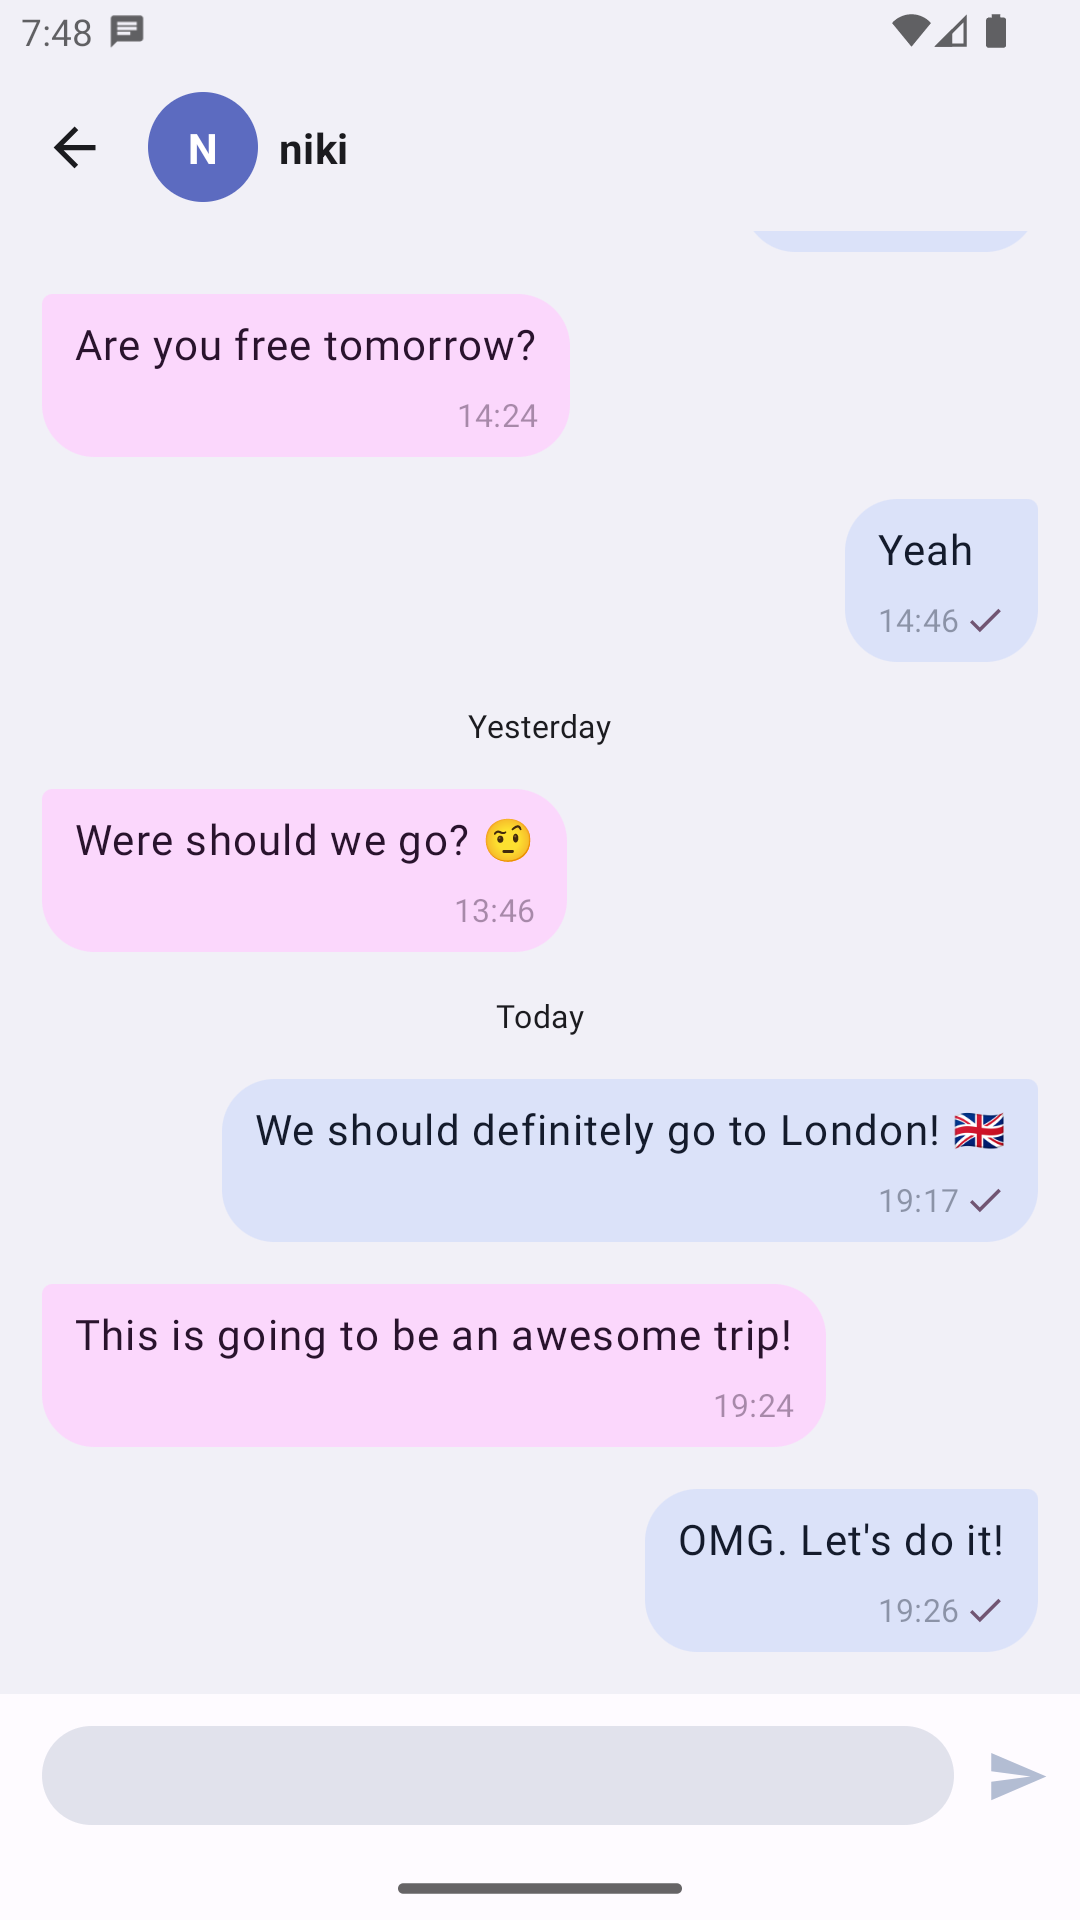 7:48
N
niki
Are you free tomorrow?
14:24
Yeah
14:46
Yesterday
Were should we go? 🤨
13:46
Today
We should definitely go to London! 🇬🇧
19:17
This is going to be an awesome trip!
19:24
OMG. Let's do it!
19:26